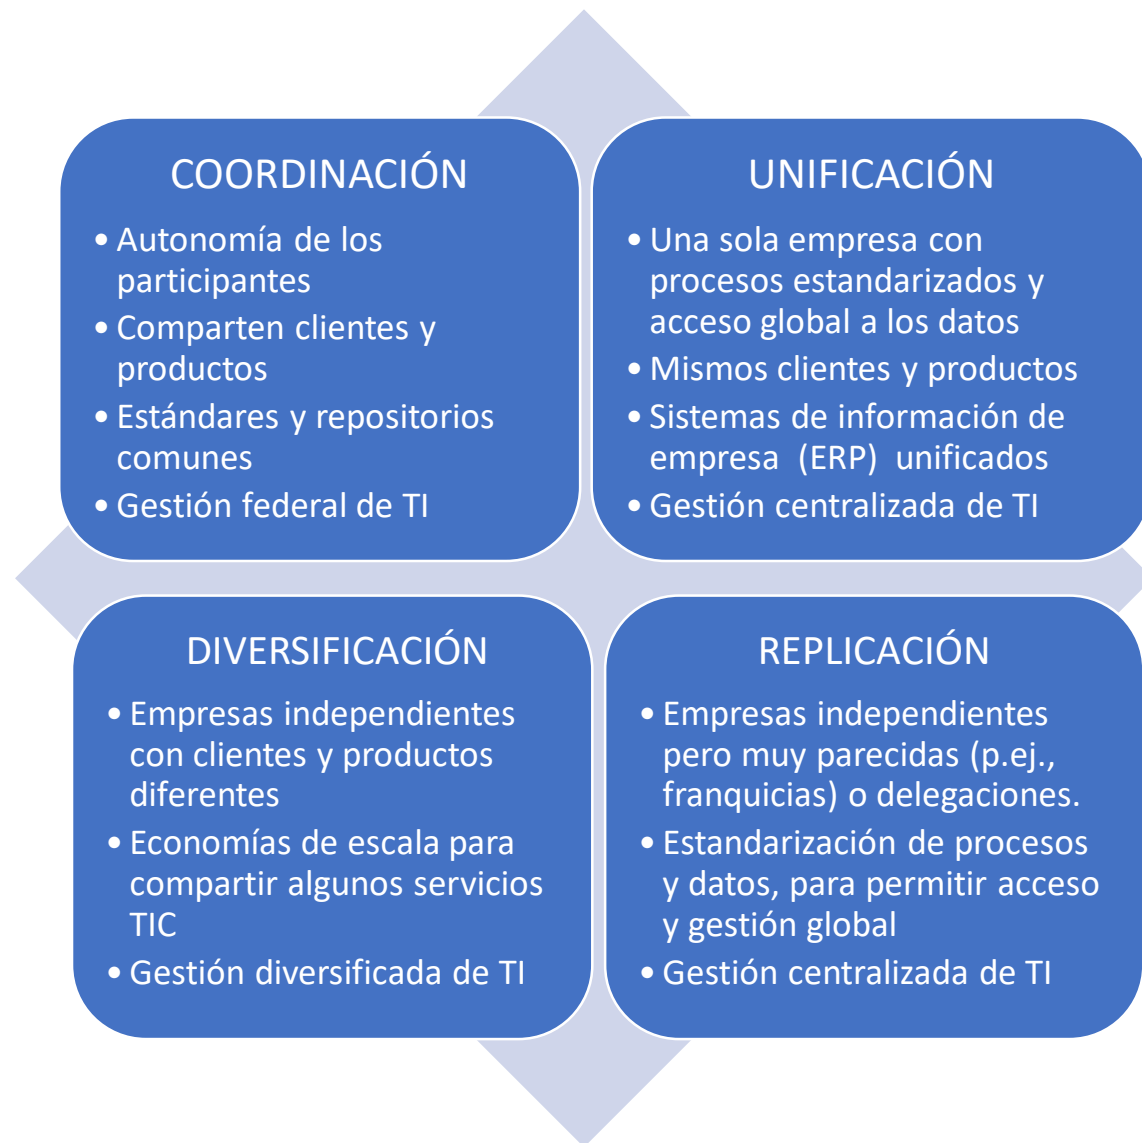 COORDINACIÓN
• Autonomía de los
participantes
• Comparten clientes y
productos
• Estándares y repositorios
comunes
• Gestión federal de TI
UNIFICACIÓN
• Una sola empresa con
procesos estandarizados y
acceso global a los datos
• Mismos clientes y productos
• Sistemas de información de
empresa (ERP) unificados
• Gestión centralizada de TI
DIVERSIFICACIÓN
• Empresas independientes
con clientes y productos
diferentes
• Economías de escala para
compartir algunos servicios
TIC
• Gestión diversificada de TI
REPLICACIÓN
• Empresas independientes
pero muy parecidas (p.ej.,
franquicias) o delegaciones.
• Estandarización de procesos
y datos, para permitir acceso
y gestión global
• Gestión centralizada de TI